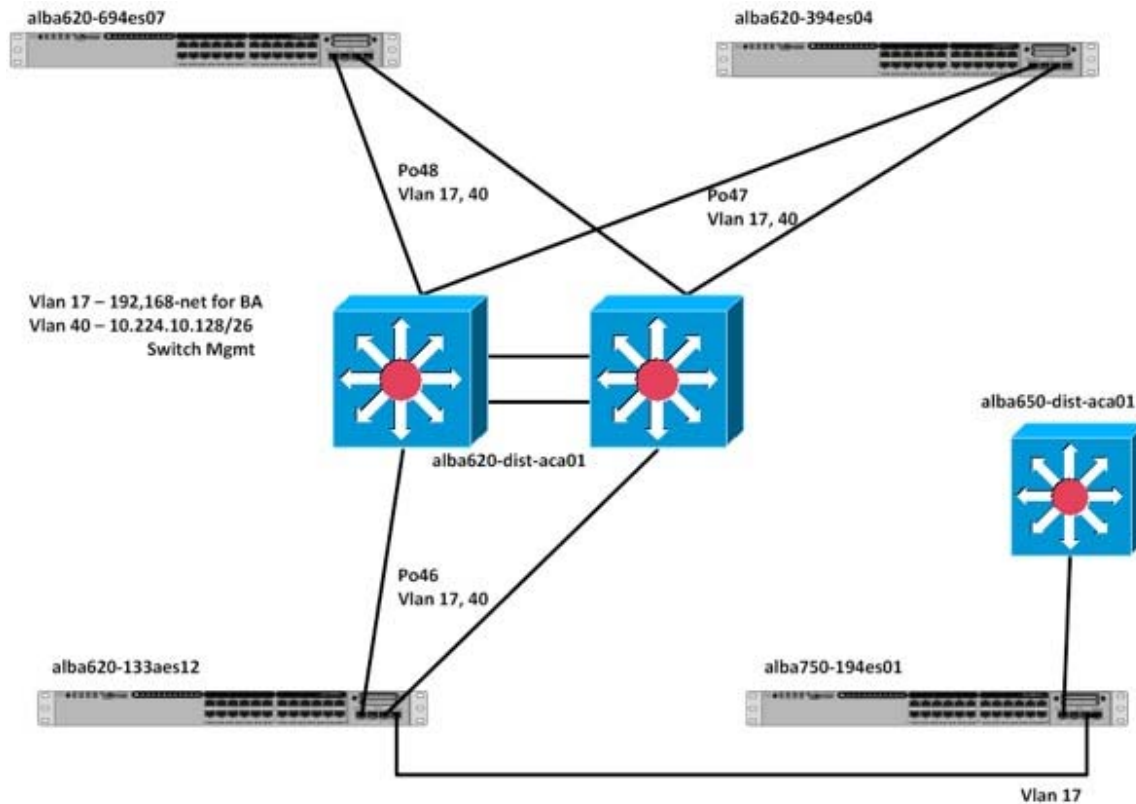 alba620-694es07
alba620-394es04
Po48
Vlan 17, 40
Po47
Vlan 17, 40
Vlan 17 – 192,168-net for BA
Vlan 40 – 10.224.10.128/26
Switch Mgmt
alba650-dist-aca01
alba620-dist-aca01
Po46
Vlan 17, 40
alba620-133aes12
alba750-194es01
Vlan 17